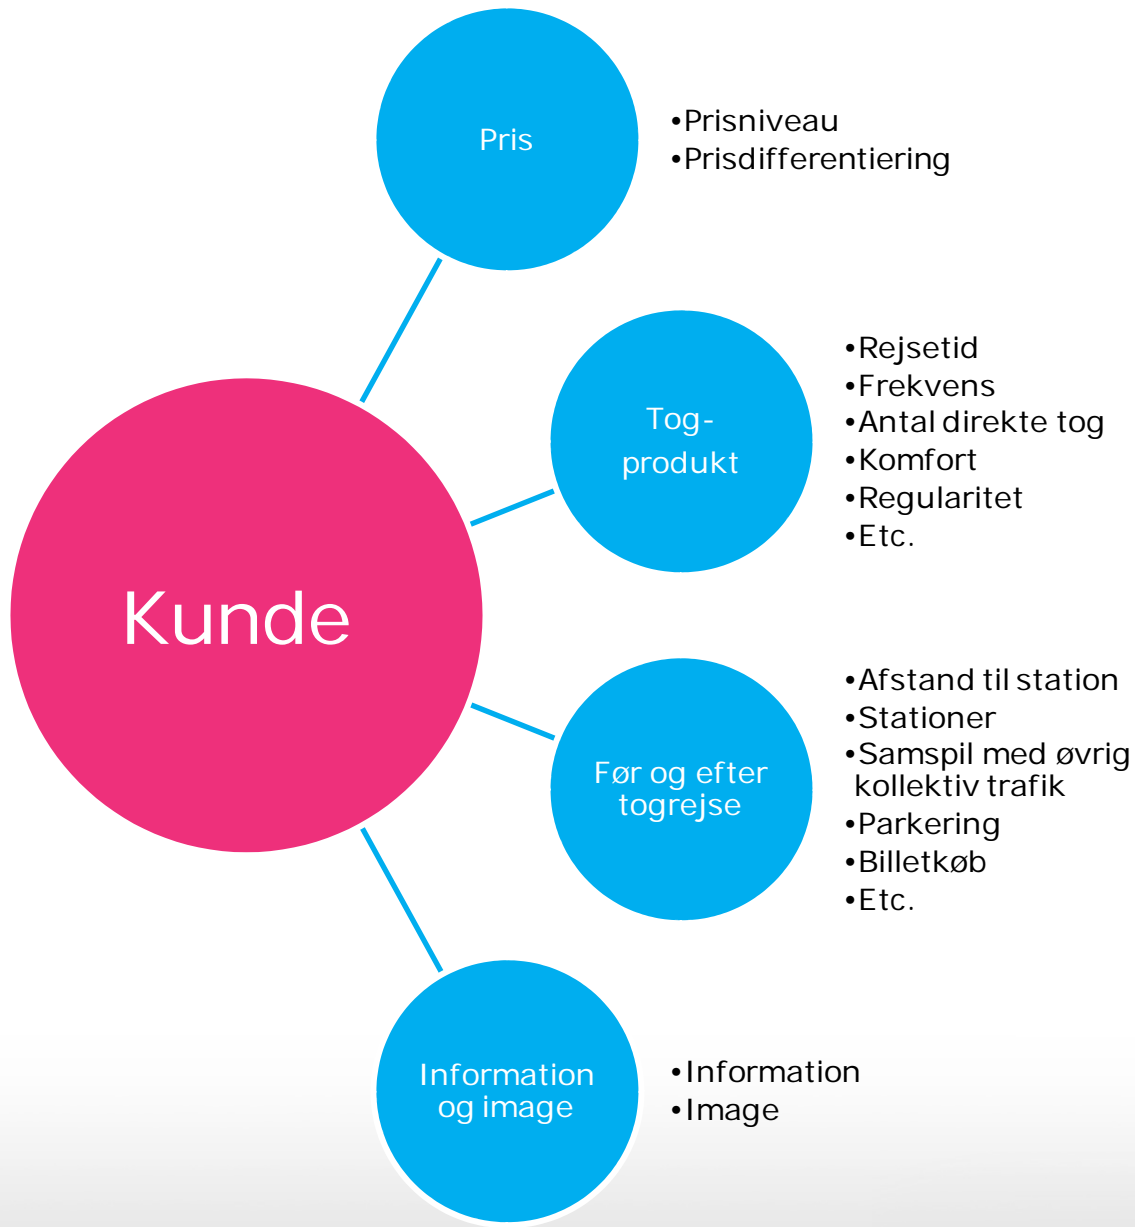 Pris
•Prisniveau
•Prisdifferentiering
Tog-
produkt
•Rejsetid
•Frekvens
•Antal direkte tog
•Komfort
•Regularitet
•Etc.
Kunde
Før og efter
togrejse
•Afstand til station
•Stationer
•Samspil med øvrig
kollektiv trafik
•Parkering
•Billetkøb
•Etc.
Information
og image
•Information
•Image